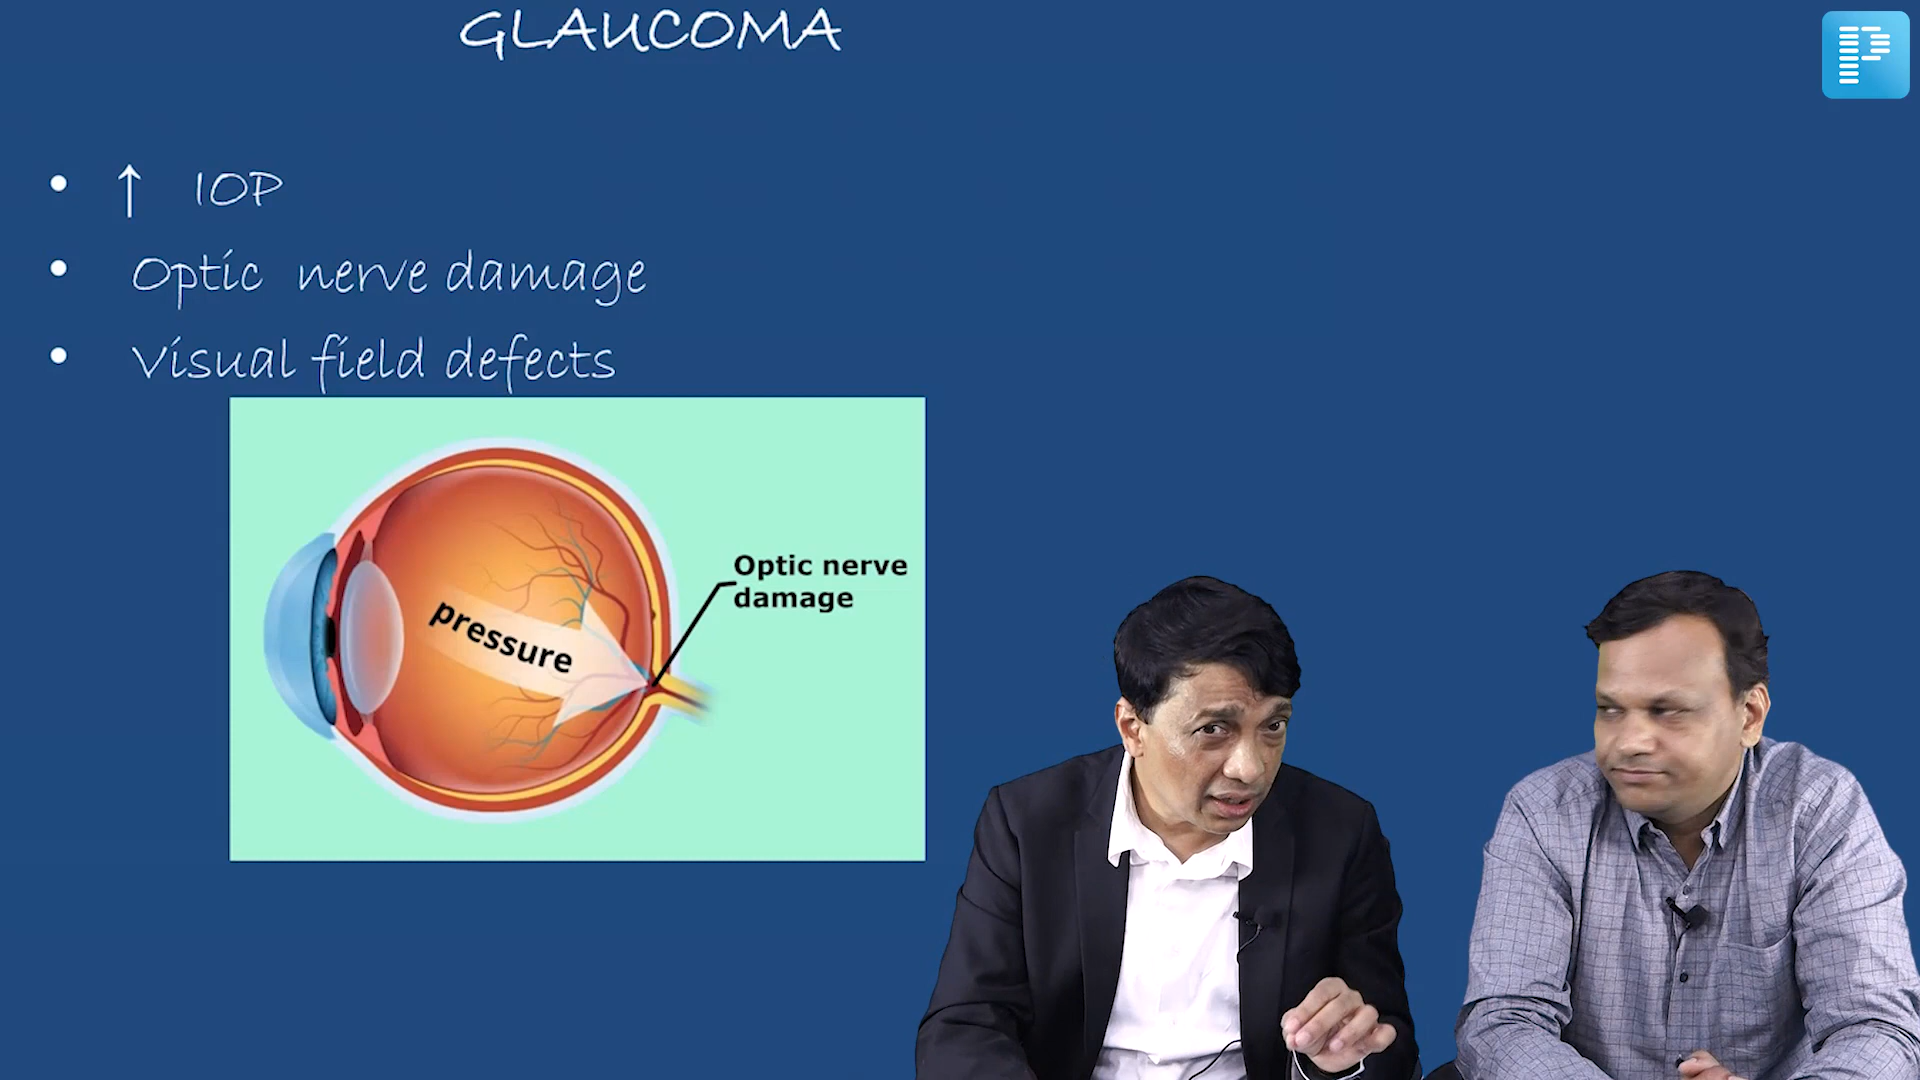 GLAUCOMA
• ↑ IOP
• Optic nerve damage
• Visual field defects
Optic nerve
damage
pressure
P